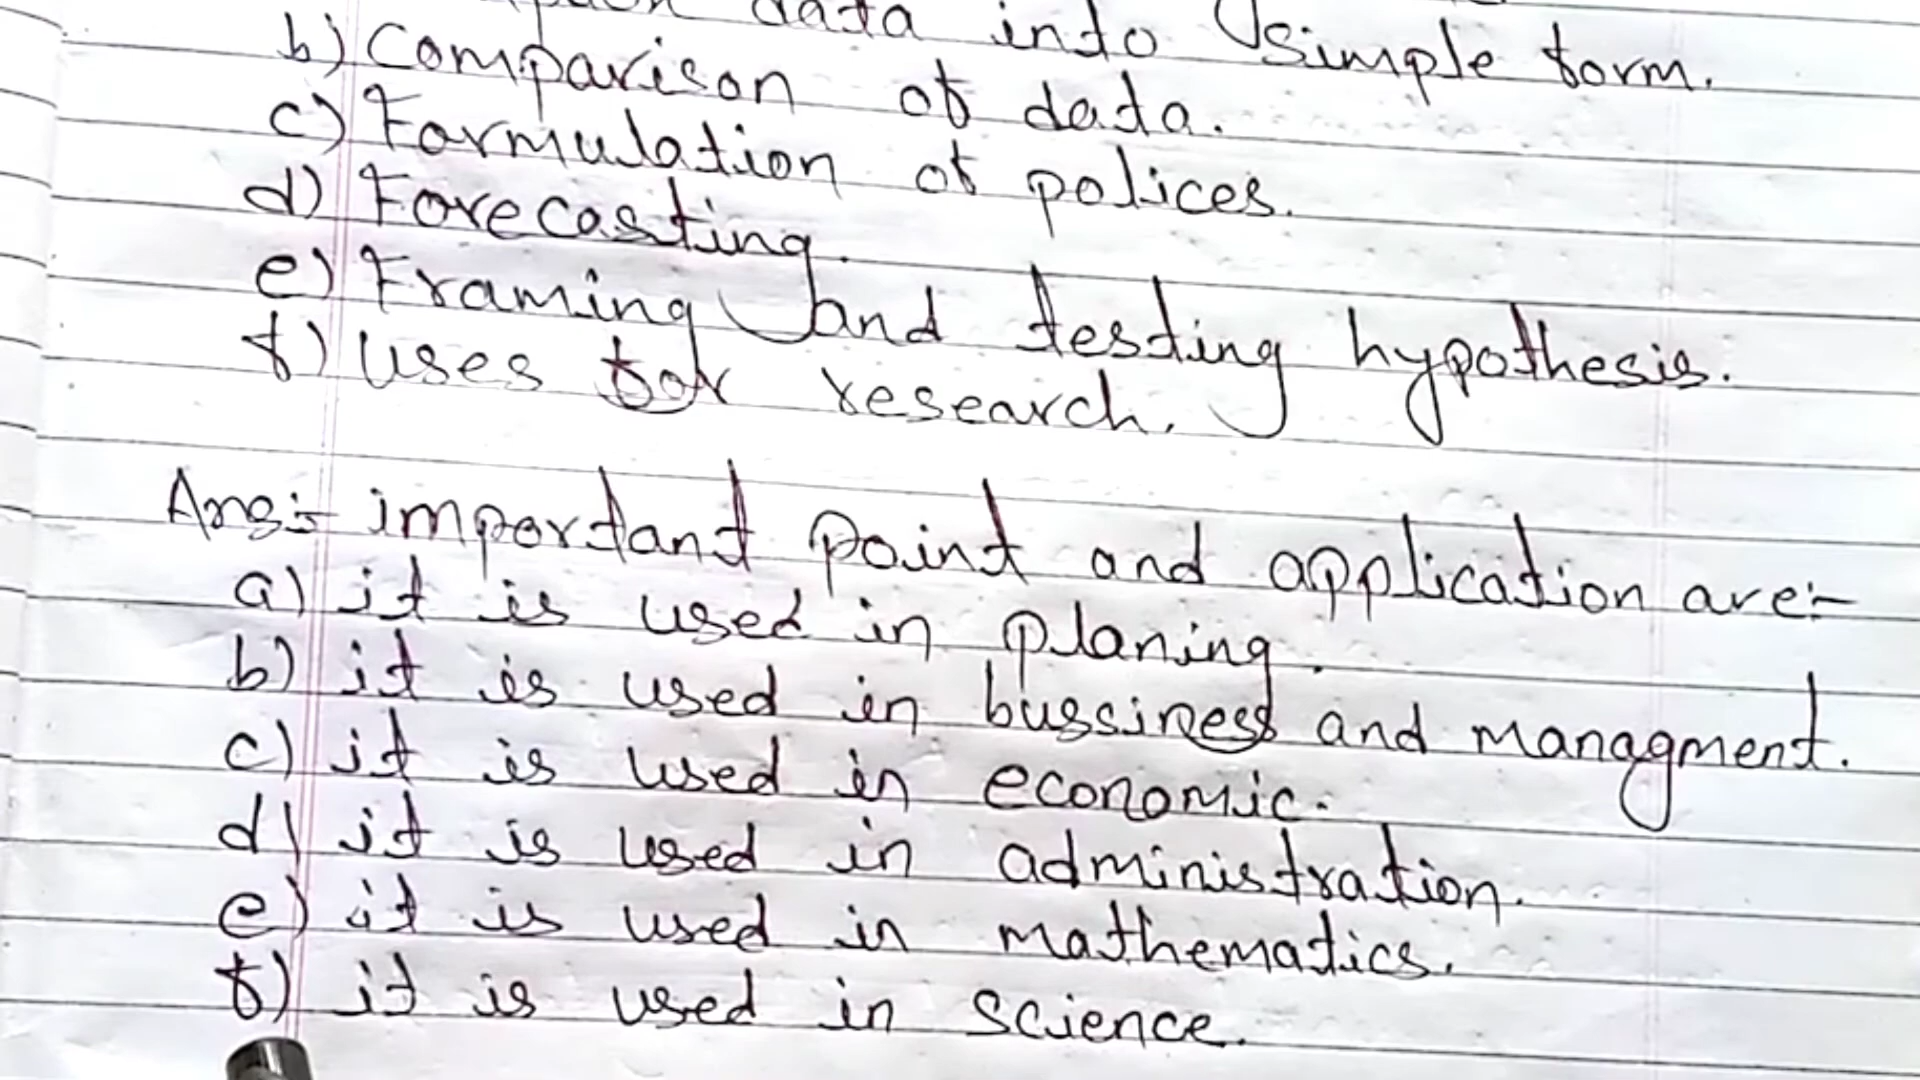 data into simple form.
b) Comparison of data.
c) Formulation of polices.
d) Forecasting.
e) Framing and testing hypothesis.
f) Uses for research.
Ans:- important point and application are:-
a) it is used in planing.
b) it is used in bussiness and managment.
c) it is used in economic.
d) it is used in administration.
e) it is used in mathematics.
f) it is used in science.